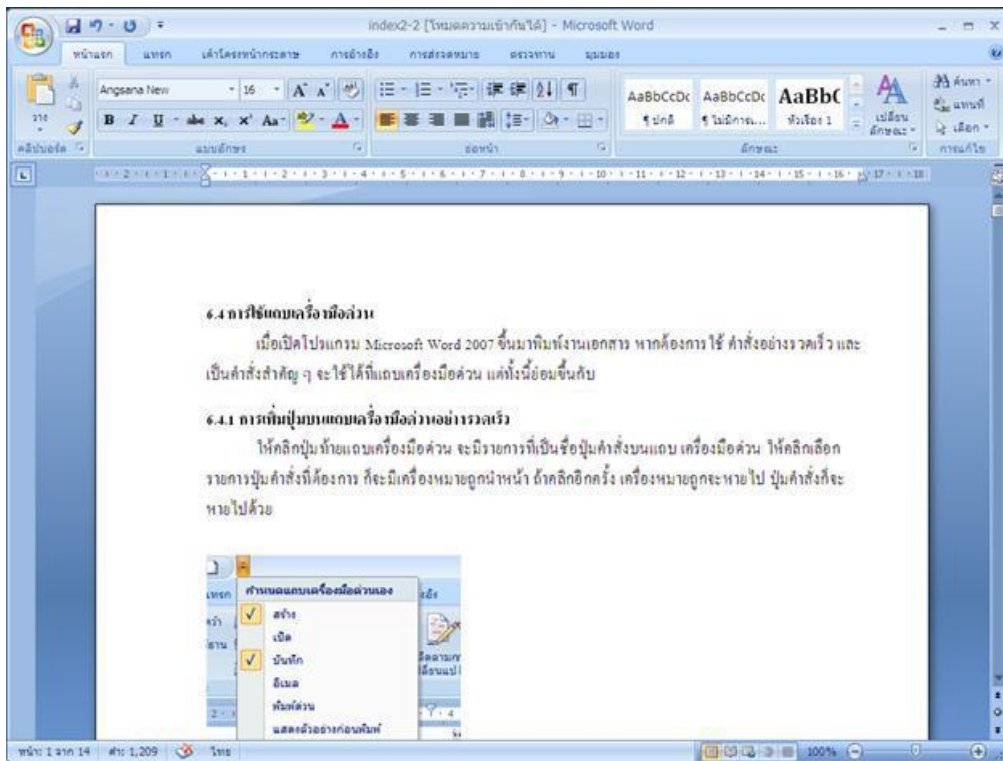 index2-2 [โหมดความเข้ากันได้] - Microsoft Word
หน้าแรก แทรก เค้าโครงหน้ากระดาษ การอ้างอิง การส่งจดหมาย ตรวจทาน มุมมอง
วาง
Angsana New 16
B I U abc x₂ x² Aa A
AaBbCcDc AaBbCcDc AaBbC
¶ ปกติ ¶ ไม่มีการ... หัวเรื่อง 1
เปลี่ยน
ลักษณะ
ค้นหา
แทนที่
เลือก
คลิปบอร์ด แบบอักษร ย่อหน้า ลักษณะ การแก้ไข
2 1 1 2 3 4 5 6 7 8 9 10 11 12 13 14 15 16 17 18
6.4 การใช้แถบเครื่องมือด่วน
เมื่อเปิดโปรแกรม Microsoft Word 2007 ขึ้นมาพิมพ์งานเอกสาร หากต้องการใช้ คำสั่งอย่างรวดเร็ว และ
เป็นคำสั่งสำคัญ ๆ จะใช้ได้ที่แถบเครื่องมือด่วน แต่ทั้งนี้ย่อมขึ้นกับ
6.4.1 การเพิ่มปุ่มบนแถบเครื่องมือด่วนอย่างรวดเร็ว
ให้คลิกปุ่มท้ายแถบเครื่องมือด่วน จะมีรายการที่เป็นชื่อปุ่มคำสั่งบนแถบ เครื่องมือด่วน ให้คลิกเลือก
รายการปุ่มคำสั่งที่ต้องการ ก็จะมีเครื่องหมายถูกนำหน้า ถ้าคลิกอีกครั้ง เครื่องหมายถูกจะหายไป ปุ่มคำสั่งก็จะ
หายไปด้วย
กำหนดแถบเครื่องมือด่วนเอง
สร้าง
เปิด
บันทึก
อีเมล
พิมพ์ด่วน
แสดงตัวอย่างก่อนพิมพ์
หน้า: 1 จาก 14 คำ: 1,209 ไทย 100%